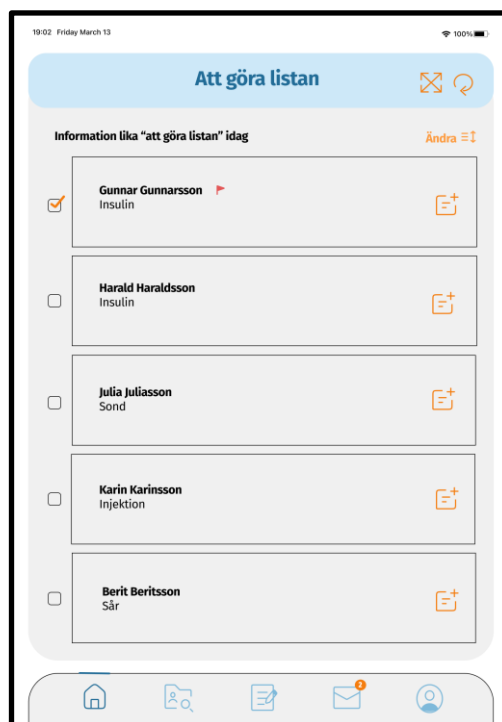 19:02 Friday March 13
100%
Att göra listan
Information lika “att göra listan” idag
Ändra
Gunnar Gunnarsson
Insulin
Harald Haraldsson
Insulin
Julia Juliasson
Sond
Karin Karinsson
Injektion
Berit Beritsson
Sår
2